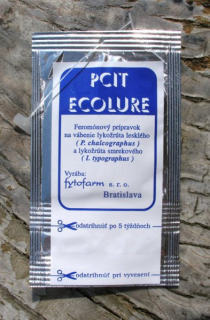 PCIT
ECOLURE
Feromónový prípravok
na vábenie lykožrúta lesklého
( P. chalcographus )
a lykožrúta smrekového
( I. typographus )
Vyrába:
fytofarm s. r. o.
Bratislava
odstrihnúť po 5 týždňoch
odstrihnúť pri vyvesení